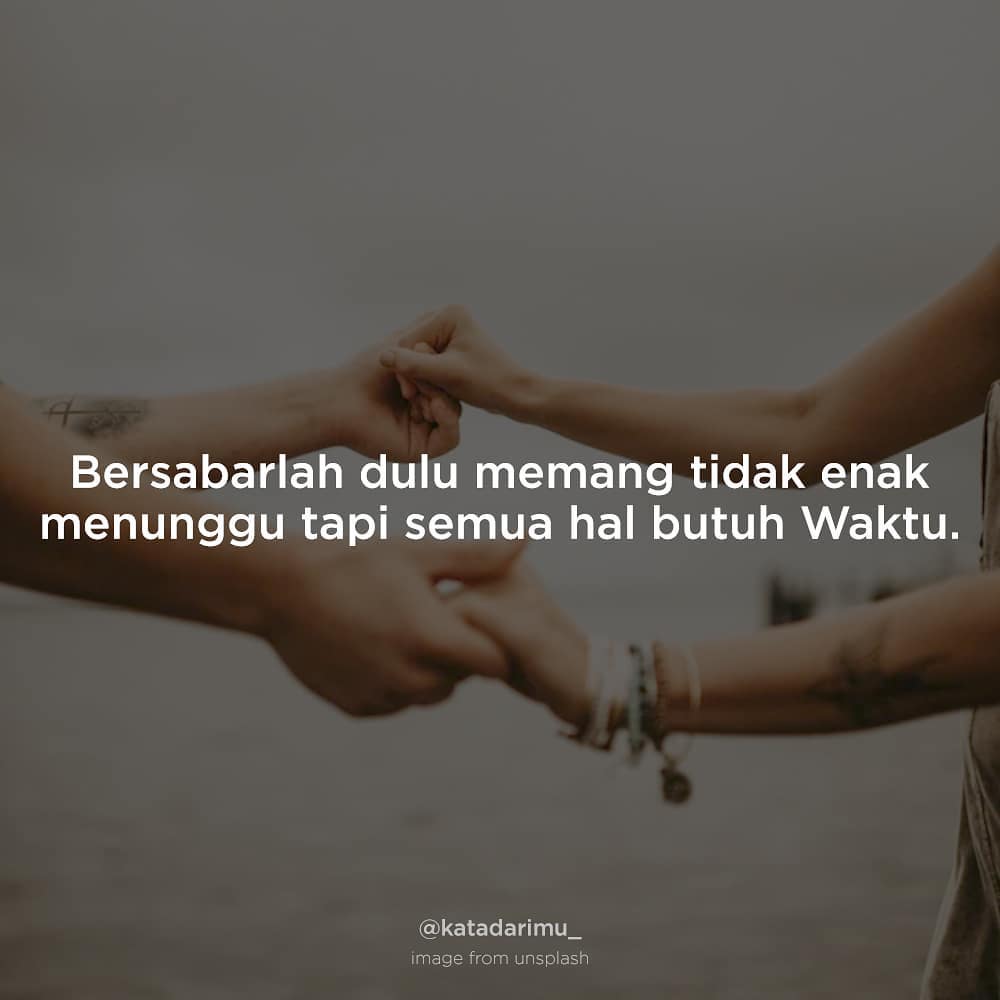 Bersabarlah dulu memang tidak enak
menunggu tapi semua hal butuh Waktu.
@katadarimu_
image from unsplash